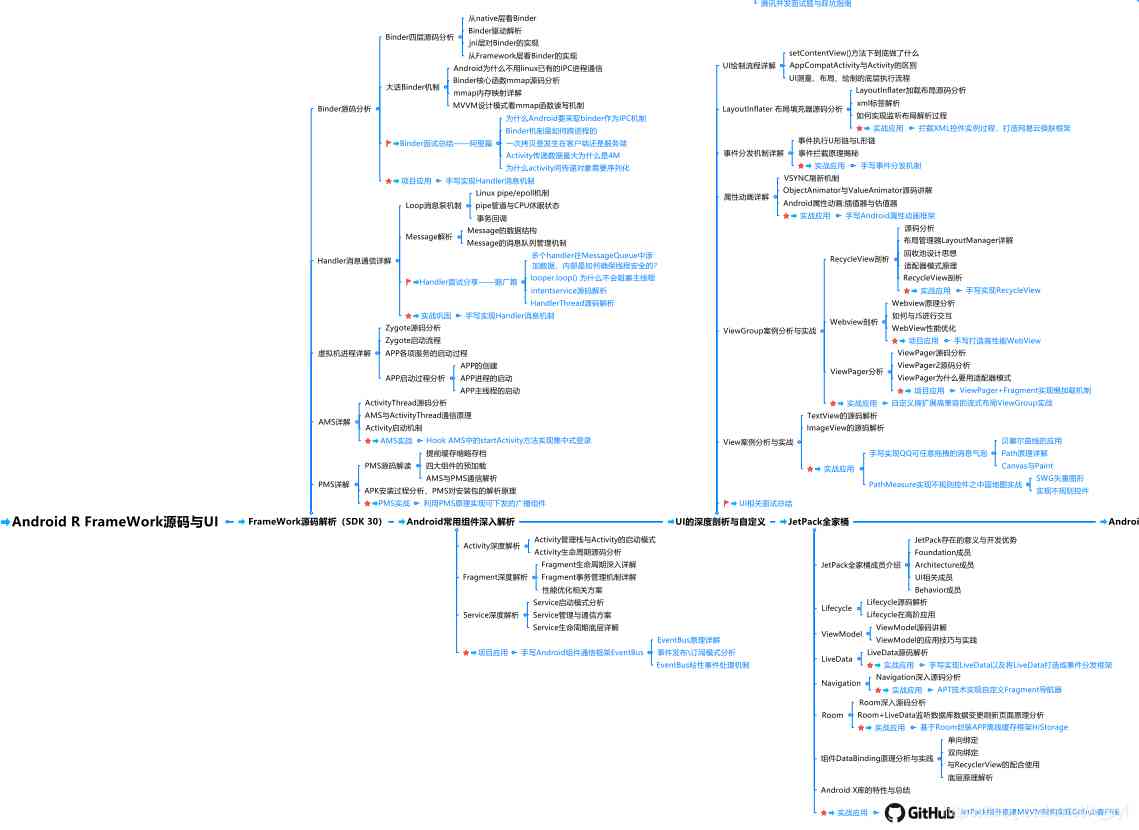 腾讯开发面试题与踩坑指南
从native层看Binder
Binder驱动解析
jni层对Binder的实现
从Framework层看Binder的实现
Binder四层源码分析
Android为什么不用linux已有的IPC进程通信
Binder核心函数mmap源码分析
mmap内存映射详解
MVVM设计模式看mmap函数读写机制
大话Binder机制
Binder源码分析
为什么Android要采取binder作为IPC机制
Binder机制是如何跨进程的
一次拷贝是发生在客户端还是服务端
Activity传递数据量大为什么是4M
为什么activity间传递对象需要序列化
Binder面试总结——阿里篇
项目应用
手写实现Handler消息机制
Loop消息泵机制
Linux pipe/epoll机制
pipe管道与CPU休眠状态
事务回调
Message解析
Message的数据结构
Message的消息队列管理机制
Handler消息通信详解
多个handler在MessageQueue中添
加数据，内部是如何确保线程安全的?
looper.loop() 为什么不会阻塞主线程
intentservice源码解析
HandlerThread源码解析
Handler面试分享——跟厂篇
实战巩固
手写实现Handler消息机制
虚拟机进程详解
Zygote源码分析
Zygote启动流程
APP各项服务的启动过程
APP启动过程分析
APP的创建
APP进程的启动
APP主线程的启动
AMS详解
ActivityThread源码分析
AMS与ActivityThread通信原理
Activity启动机制
AMS实战
Hook AMS中的startActivity方法实现集中式登录
PMS详解
PMS源码解读
提前缓存缩略存档
四大组件的预加载
AMS与PMS通信解析
APK安装过程分析，PMS对安装包的解析原理
PMS实战
利用PMS原理实现可下发的广播组件
UI绘制流程详解
setContentView()方法下到底做了什么
AppCompatActivity与Activity的区别
UI测量、布局、绘制的底层执行流程
LayoutInflater 布局填充器源码分析
LayoutInflater加载布局源码分析
xml标签解析
如何实现监听布局解析过程
实战应用
拦截XML控件实例过程，打造网易云换肤框架
事件分发机制详解
事件执行U形链与L形链
事件拦截原理揭秘
实战应用
手写事件分发机制
属性动画详解
VSYNC刷新机制
ObjectAnimator与ValueAnimator源码讲解
Android属性动画:插值器与估值器
实战应用
手写Android属性动画框架
ViewGroup案例分析与实战
RecycleView剖析
源码分析
布局管理器LayoutManager详解
回收池设计思想
适配器模式原理
RecycleView剖析
实战应用
手写实现RecycleView
Webview剖析
Webview原理分析
如何与JS进行交互
WebView性能优化
项目应用
手写打造高性能WebView
ViewPager分析
ViewPager源码分析
ViewPager2源码分析
ViewPager为什么要用适配器模式
项目应用
ViewPager+Fragment实现懒加载机制
实战应用
自定义高扩展高兼容的流式布局ViewGroup实战
View案例分析与实战
TextView的源码解析
ImageView的源码解析
实战应用
手写实现QQ可任意拖拽的消息气泡
贝塞尔曲线的应用
Path原理详解
Canvas与Paint
PathMeasure实现不规则控件之中国地图实战
SWG矢量图形
实现不规则控件
UI相关面试总结
Android R FrameWork源码与UI
FrameWork源码解析（SDK 30）
Android常用组件深入解析
UI的深度剖析与自定义
JetPack全家桶
Androi
Activity深度解析
Activity管理栈与Activity的启动模式
Activity生命周期源码分析
Fragment深度解析
Fragment生命周期深入详解
Fragment事务管理机制详解
性能优化相关方案
Service深度解析
Service启动模式分析
Service管理与通信方案
Service生命周期底层详解
项目应用
手写Android组件通信框架EventBus
EventBus原理详解
事件发布\订阅模式分析
EventBus粘性事件处理机制
JetPack全家桶成员介绍
JetPack存在的意义与开发优势
Foundation成员
Architecture成员
UI相关成员
Behavior成员
Lifecycle
Lifecycle源码解析
Lifecycle在高阶应用
ViewModel
ViewModel源码讲解
ViewModel的应用技巧与实践
LiveData
LiveData源码解析
实战应用
手写实现LiveData以及将LiveData打造成事件分发框架
Navigation
Navigation深入源码分析
实战应用
APT技术实现自定义Fragment导航器
Room
Room深入源码分析
Room+LiveData监听数据库数据变更刷新页面原理分析
实战应用
基于Room封装APP离线缓存框架HiStorage
组件DataBinding原理分析与实践
单向绑定
双向绑定
与RecyclerView的配合使用
底层原理解析
Android X库的特性与总结
实战应用
GitHub